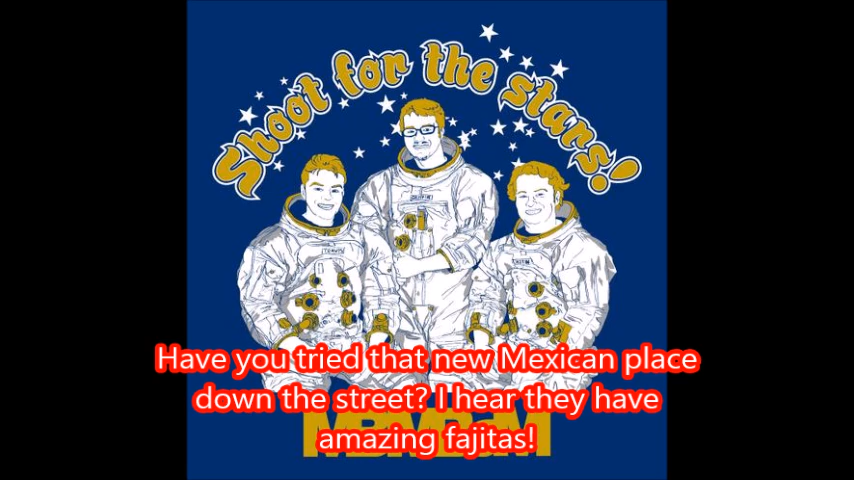 Shoot for the stars!
Have you tried that new Mexican place
down the street? I hear they have
amazing fajitas!
MBMBaM